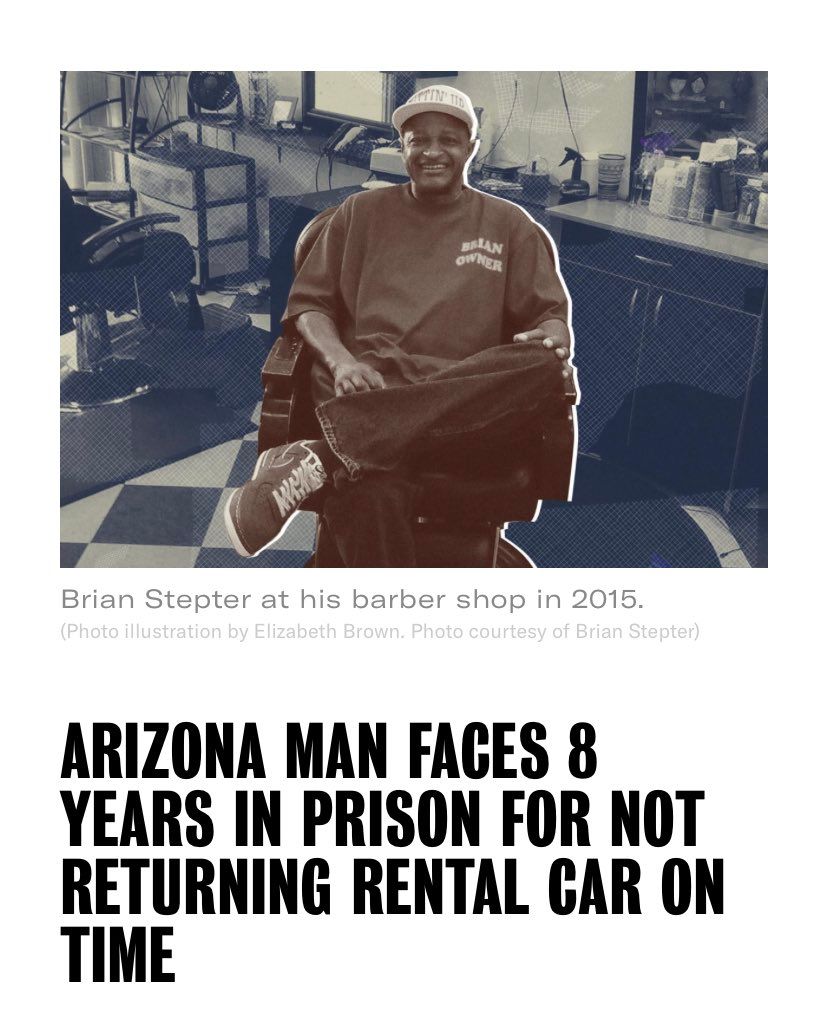 BRIAN
OWNER
Brian Stepter at his barber shop in 2015.
(Photo illustration by Elizabeth Brown. Photo courtesy of Brian Stepter)
ARIZONA MAN FACES 8
YEARS IN PRISON FOR NOT
RETURNING RENTAL CAR ON
TIME